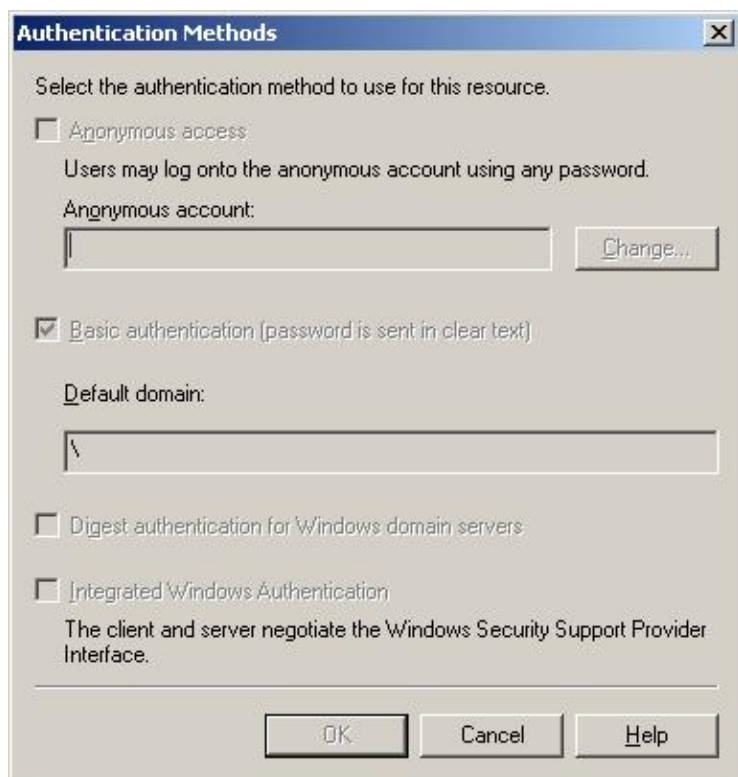 Authentication Methods
Select the authentication method to use for this resource.
Anonymous access
Users may log onto the anonymous account using any password.
Anonymous account:
Change...
Basic authentication (password is sent in clear text)
Default domain:
\
Digest authentication for Windows domain servers
Integrated Windows Authentication
The client and server negotiate the Windows Security Support Provider
Interface.
OK Cancel Help